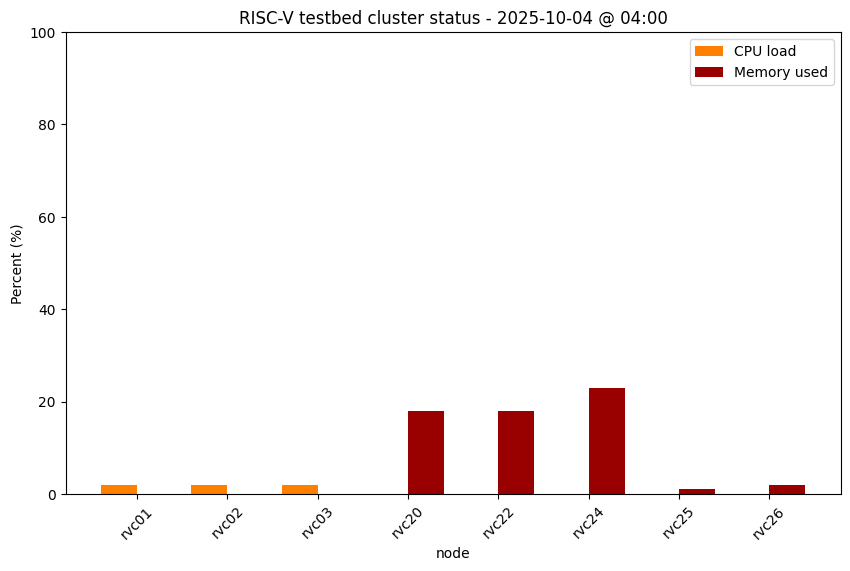 RISC-V testbed cluster status - 2025-10-04 @ 04:00
CPU load
Memory used
Percent (%)
100
80
60
40
20
0
rvc01
rvc02
rvc03
rvc20
rvc22
rvc24
rvc25
rvc26
node